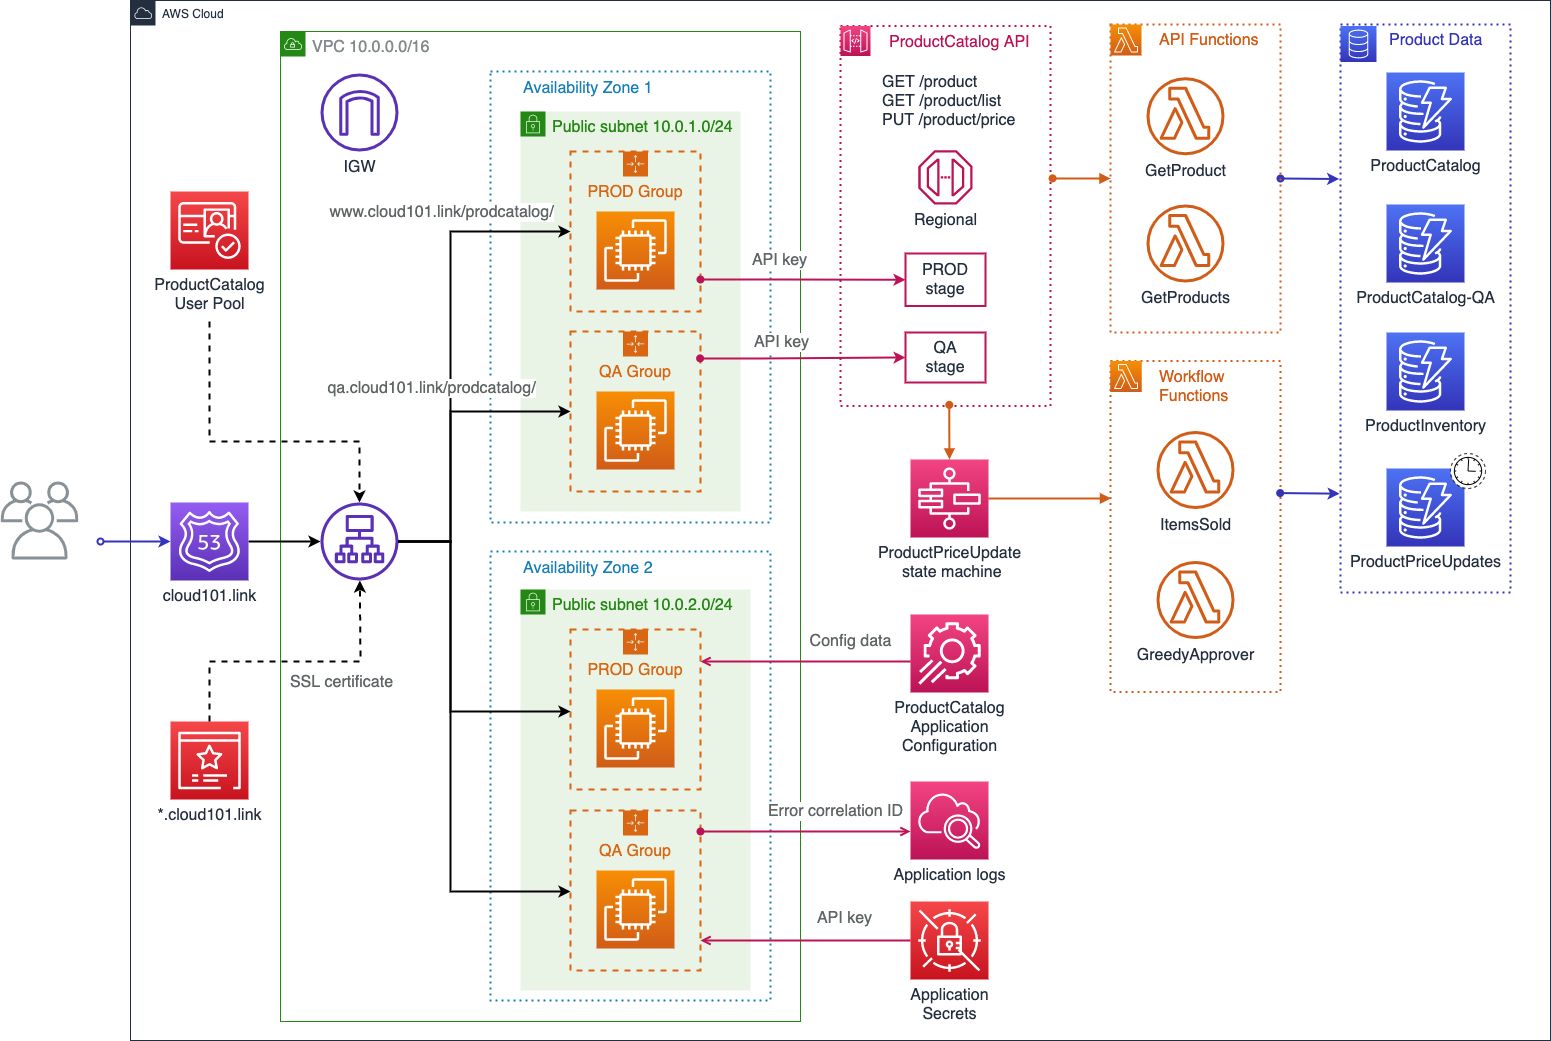 AWS Cloud
VPC 10.0.0.0/16
IGW
Availability Zone 1
Public subnet 10.0.1.0/24
PROD Group
www.cloud101.link/prodcatalog/
QA Group
qa.cloud101.link/prodcatalog/
API key
API key
ProductCatalog
User Pool
53
cloud101.link
SSL certificate
*.cloud101.link
Availability Zone 2
Public subnet 10.0.2.0/24
PROD Group
QA Group
Config data
Error correlation ID
API key
ProductCatalog API
GET /product
GET /product/list
PUT /product/price
Regional
PROD
stage
QA
stage
ProductPriceUpdate
state machine
ProductCatalog
Application
Configuration
Application logs
Application
Secrets
API Functions
GetProduct
GetProducts
Workflow
Functions
ItemsSold
GreedyApprover
Product Data
ProductCatalog
ProductCatalog-QA
ProductInventory
ProductPriceUpdates